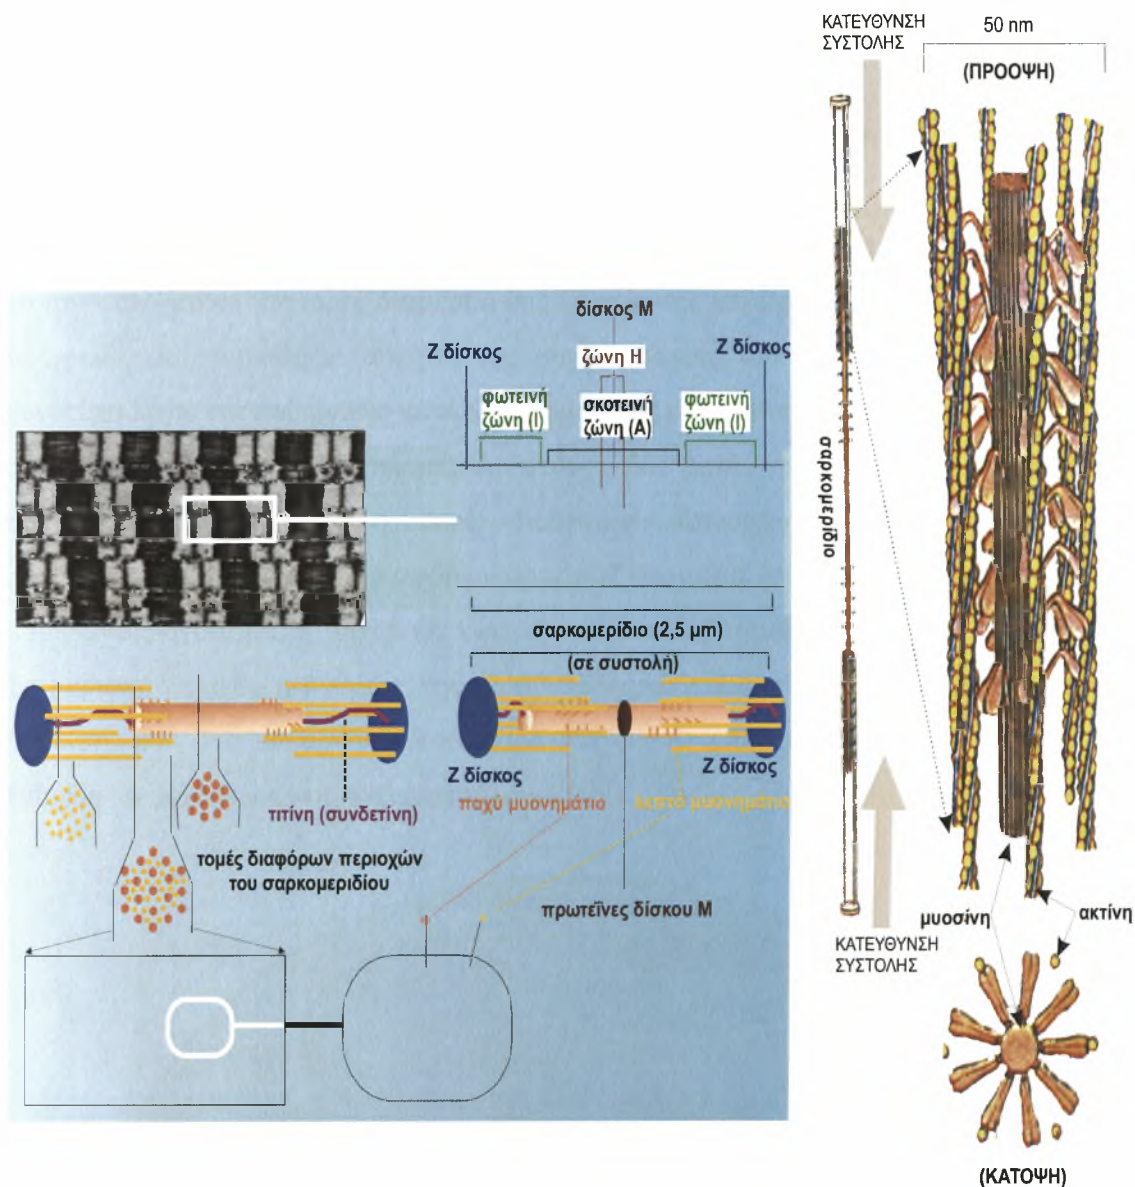 ΚΑΤΕΥΘΥΝΣΗ
ΣΥΣΤΟΛΗΣ
50 nm
(ΠΡΟΟΨΗ)
δίσκος Μ
Ζ δίσκος
Ζ δίσκος
ζώνη Η
φωτεινή
ζώνη (Ι)
σκοτεινή
ζώνη (Α)
φωτεινή
ζώνη (Ι)
σαρκομερίδιο
σαρκομερίδιο (2,5 μm)
(σε συστολή)
Ζ δίσκος
Ζ δίσκος
παχύ μυονημάτιο
λεπτό μυονημάτιο
τιτίνη (συνδετίνη)
τομές διαφόρων περιοχών
του σαρκομεριδίου
πρωτεΐνες δίσκου Μ
μυοσίνη
ακτίνη
ΚΑΤΕΥΘΥΝΣΗ
ΣΥΣΤΟΛΗΣ
(ΚΑΤΟΨΗ)